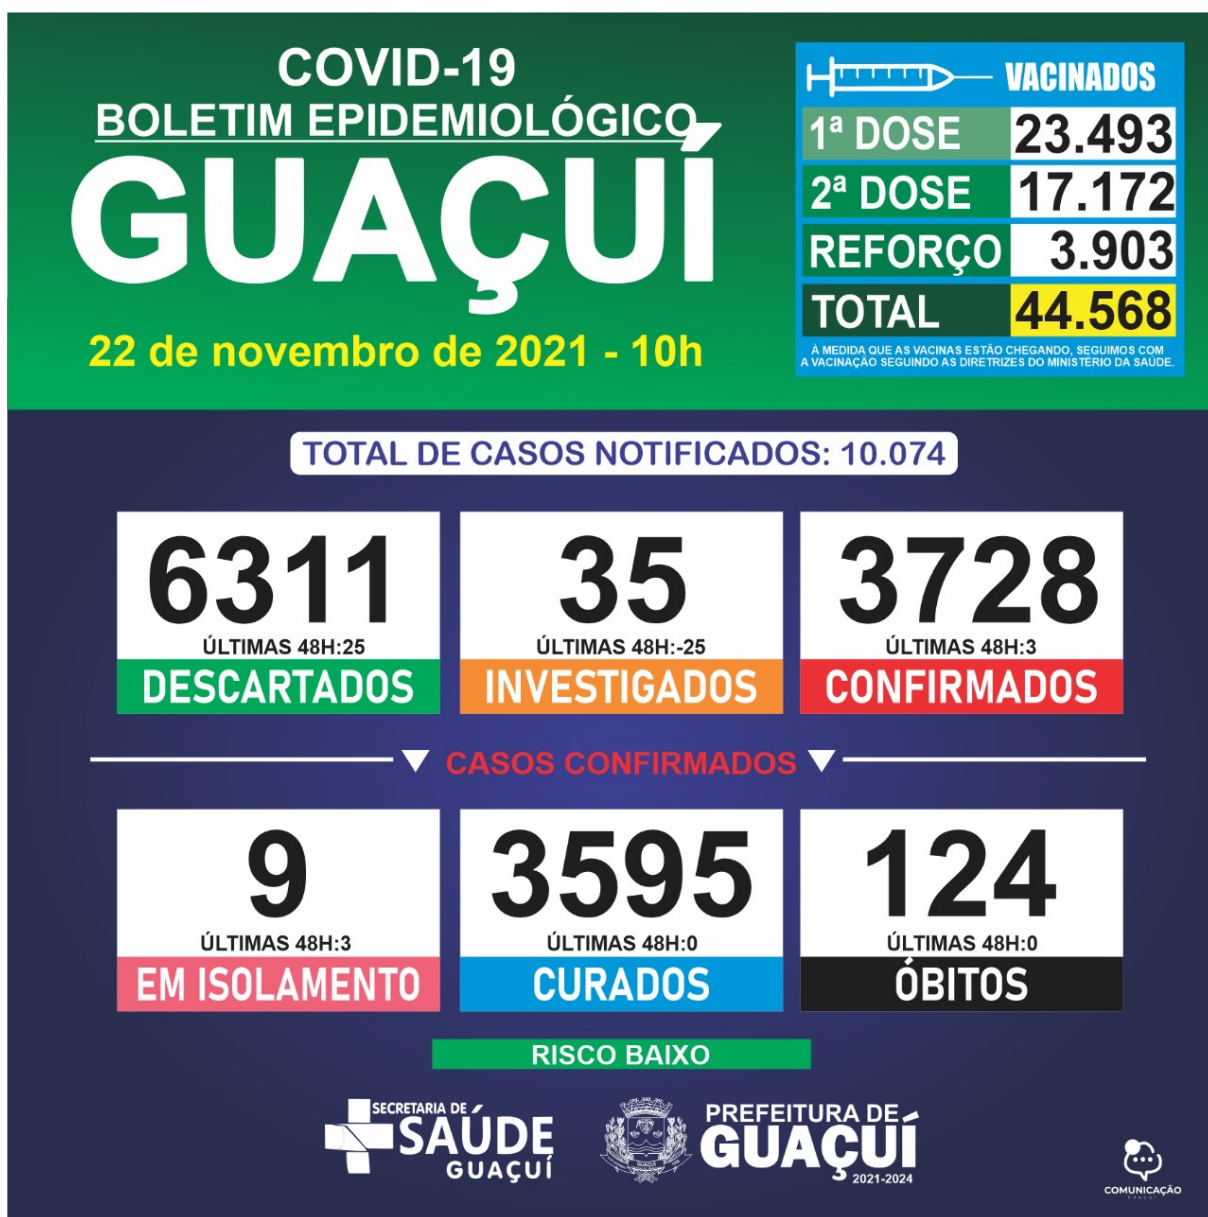 COVID-19
BOLETIM EPIDEMIOLÓGICO
GUAÇUÍ
22 de novembro de 2021 - 10h
VACINADOS
1ª DOSE 23.493
2ª DOSE 17.172
REFORÇO 3.903
TOTAL 44.568
À MEDIDA QUE AS VACINAS ESTÃO CHEGANDO, SEGUIMOS COM
A VACINAÇÃO SEGUINDO AS DIRETRIZES DO MINISTÉRIO DA SAÚDE.
TOTAL DE CASOS NOTIFICADOS: 10.074
6311
ÚLTIMAS 48H:25
DESCARTADOS
35
ÚLTIMAS 48H:-25
INVESTIGADOS
3728
ÚLTIMAS 48H:3
CONFIRMADOS
CASOS CONFIRMADOS
9
ÚLTIMAS 48H:3
EM ISOLAMENTO
3595
ÚLTIMAS 48H:0
CURADOS
124
ÚLTIMAS 48H:0
ÓBITOS
RISCO BAIXO
SECRETARIA DE
SAÚDE
GUAÇUÍ
PREFEITURA DE
GUAÇUÍ
2021-2024
COMUNICAÇÃO